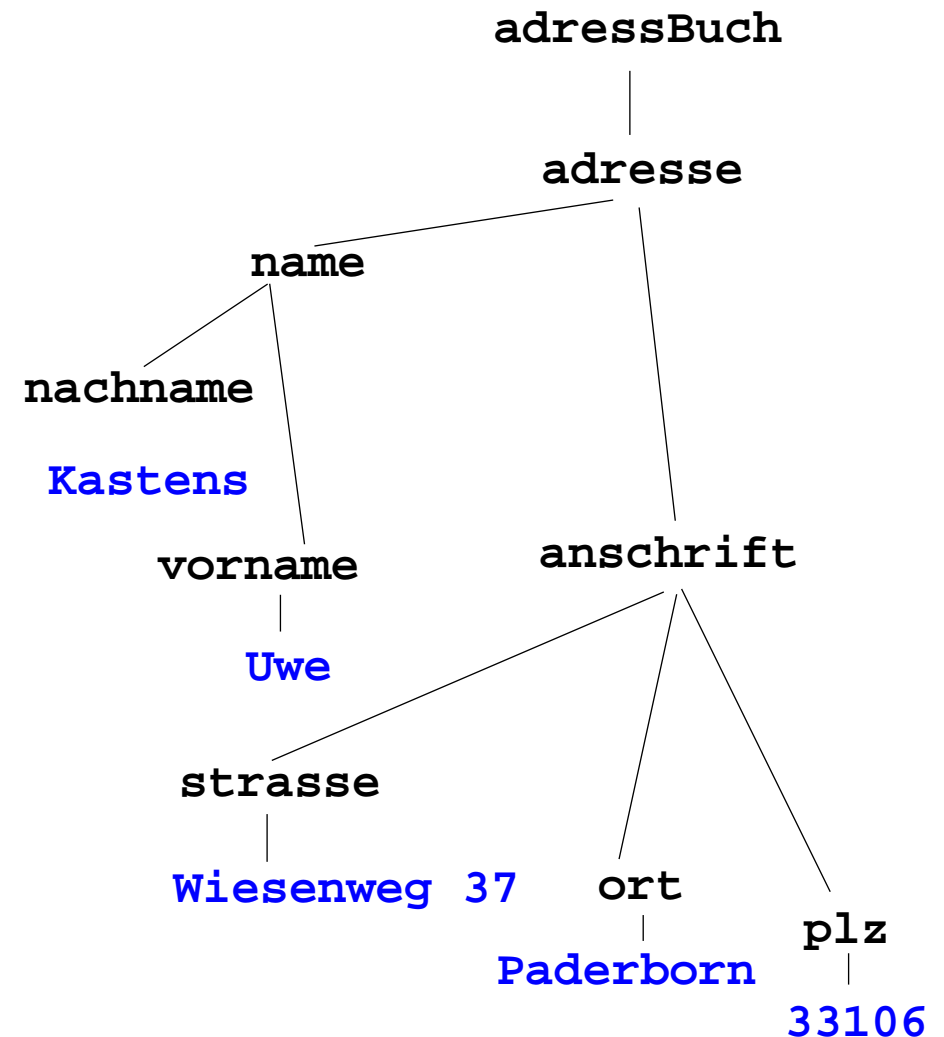 adressBuch
adresse
name
nachname
Kastens
vorname
anschrift
Uwe
strasse
Wiesenweg 37
ort
plz
Paderborn
33106